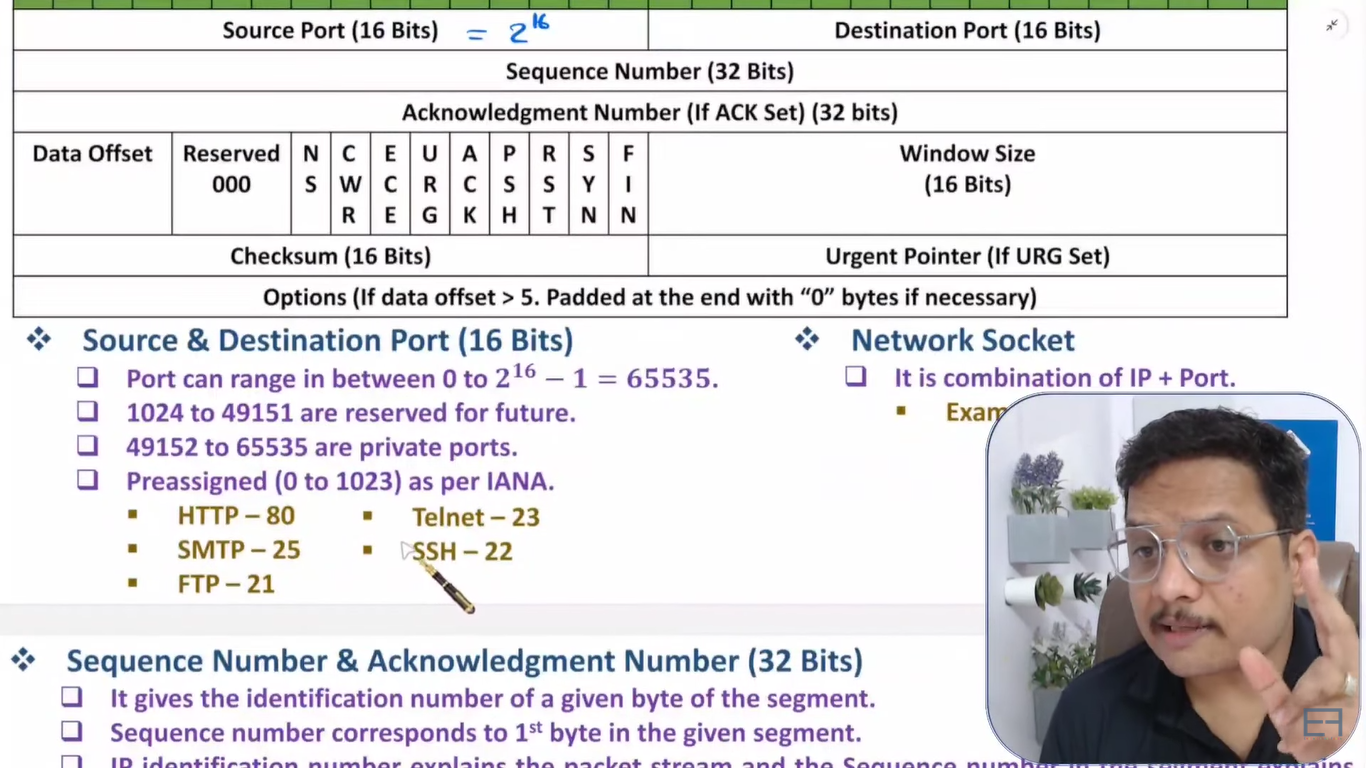 Source Port (16 Bits) = 2^16 Destination Port (16 Bits)
Sequence Number (32 Bits)
Acknowledgment Number (If ACK Set) (32 bits)
Data Offset Reserved 000 NS CWR ECE URG ACK PSH RST SYN FIN Window Size (16 Bits)
Checksum (16 Bits) Urgent Pointer (If URG Set)
Options (If data offset > 5. Padded at the end with “0” bytes if necessary)
❖ Source & Destination Port (16 Bits)
❑ Port can range in between 0 to 2^16 − 1 = 65535.
❑ 1024 to 49151 are reserved for future.
❑ 49152 to 65535 are private ports.
❑ Preassigned (0 to 1023) as per IANA.
▪ HTTP – 80
▪ SMTP – 25
▪ FTP – 21
▪ Telnet – 23
▪ SSH – 22
❖ Network Socket
❑ It is combination of IP + Port.
❖ Sequence Number & Acknowledgment Number (32 Bits)
❑ It gives the identification number of a given byte of the segment.
❑ Sequence number corresponds to 1st byte in the given segment.
❑ IP identification number explains the packet stream and the Sequence number in the segment explains
EF